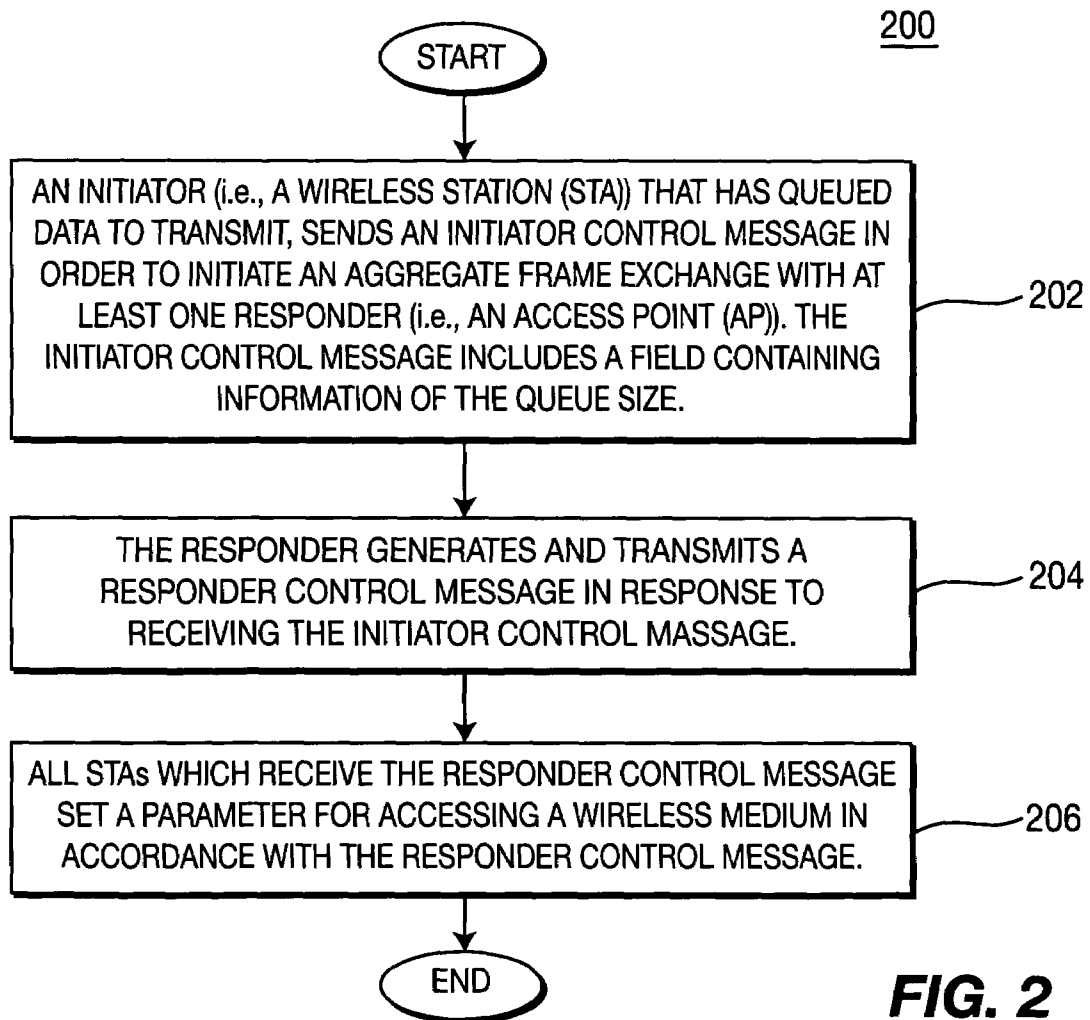 200
START
AN INITIATOR (i.e., A WIRELESS STATION (STA)) THAT HAS QUEUED
DATA TO TRANSMIT, SENDS AN INITIATOR CONTROL MESSAGE IN
ORDER TO INITIATE AN AGGREGATE FRAME EXCHANGE WITH AT
LEAST ONE RESPONDER (i.e., AN ACCESS POINT (AP)). THE
INITIATOR CONTROL MESSAGE INCLUDES A FIELD CONTAINING
INFORMATION OF THE QUEUE SIZE.
202
THE RESPONDER GENERATES AND TRANSMITS A
RESPONDER CONTROL MESSAGE IN RESPONSE TO
RECEIVING THE INITIATOR CONTROL MASSAGE.
204
ALL STAs WHICH RECEIVE THE RESPONDER CONTROL MESSAGE
SET A PARAMETER FOR ACCESSING A WIRELESS MEDIUM IN
ACCORDANCE WITH THE RESPONDER CONTROL MESSAGE.
206
END
FIG. 2